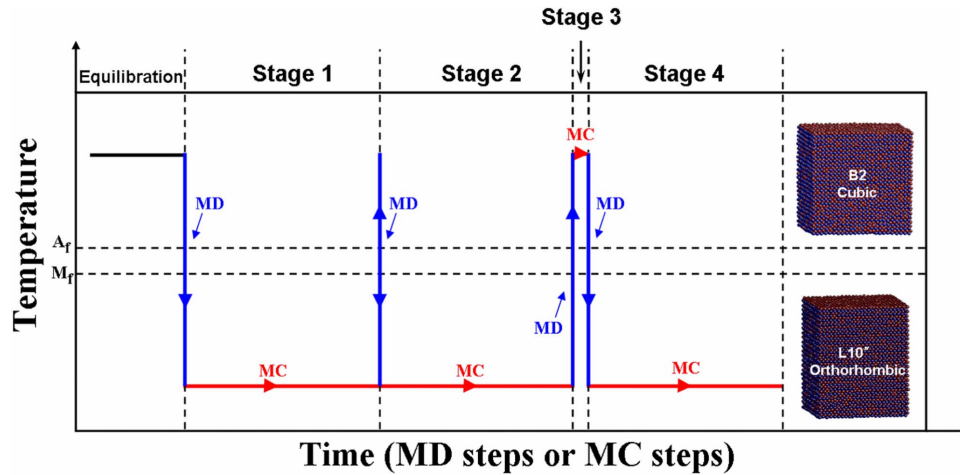 Stage 3
Equilibration
Stage 1
Stage 2
Stage 4
MC
B2
Cubic
MD
MD
MD
Af
Mf
MD
L10″
Orthorhombic
MC
MC
MC
Temperature
Time (MD steps or MC steps)